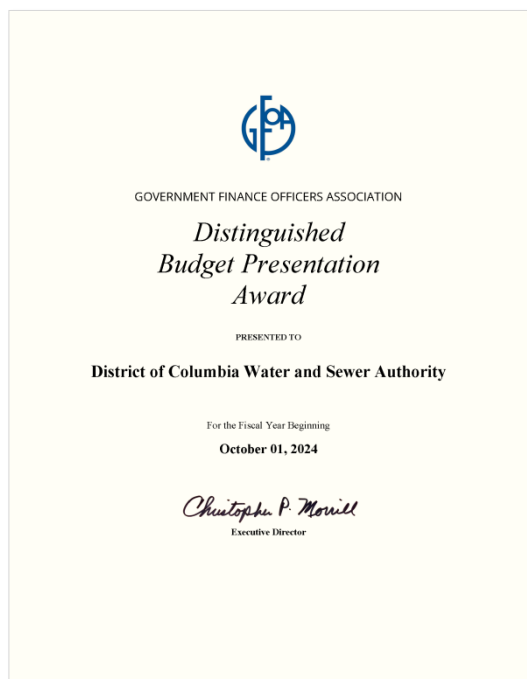 GFOA
GOVERNMENT FINANCE OFFICERS ASSOCIATION
Distinguished
Budget Presentation
Award
PRESENTED TO
District of Columbia Water and Sewer Authority
For the Fiscal Year Beginning
October 01, 2024
Christopher P. Morrill
Executive Director